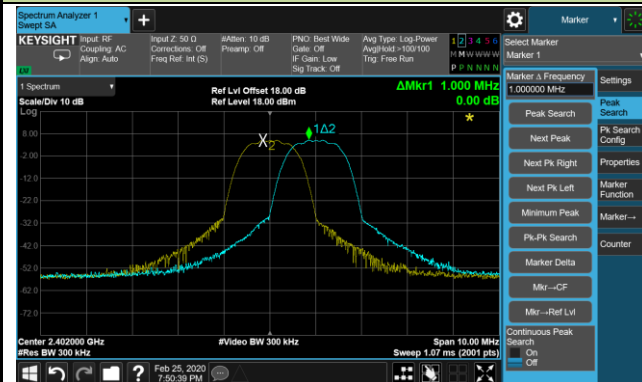 Spectrum Analyzer 1
Swept SA
Marker
KEYSIGHT
Input: RF
Coupling: AC
Align: Auto
Input Z: 50 Ω
Corrections: Off
Freq Ref: Int (S)
#Atten: 10 dB
Preamp: Off
PNO: Best Wide
Gate: Off
IF Gain: Low
Sig Track: Off
Avg Type: Log-Power
Avg|Hold:>100/100
Trig: Free Run
1 2 3 4 5 6
M M W W W W
P P N N N N
Select Marker
Marker 1
1 Spectrum
Scale/Div 10 dB
Log
Ref Lvl Offset 18.00 dB
Ref Level 18.00 dBm
ΔMkr1 1.000 MHz
0.00 dB
*
8.00
-2.00
-12.0
-22.0
-32.0
-42.0
-52.0
-62.0
-72.0
X2
1Δ2
Center 2.402000 GHz
#Res BW 300 kHz
#Video BW 300 kHz
Span 10.00 MHz
Sweep 1.07 ms (2001 pts)
Marker Δ Frequency
1.000000 MHz
Peak Search
Next Peak
Next Pk Right
Next Pk Left
Minimum Peak
Pk-Pk Search
Marker Delta
Mkr→CF
Mkr→Ref Lvl
Continuous Peak
Search
On
Off
Settings
Peak
Search
Pk Search
Config
Properties
Marker
Function
Marker→
Counter
Feb 25, 2020
7:50:39 PM